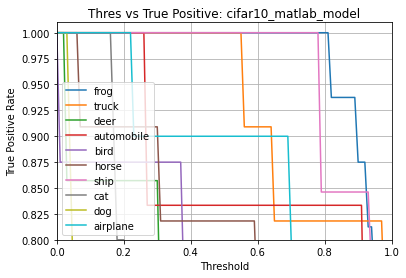 Thres vs True Positive: cifar10_matlab_model
1.000
0.975
0.950
0.925
0.900
0.875
0.850
0.825
0.800
True Positive Rate
frog
truck
deer
automobile
bird
horse
ship
cat
dog
airplane
0.0 0.2 0.4 0.6 0.8 1.0
Threshold